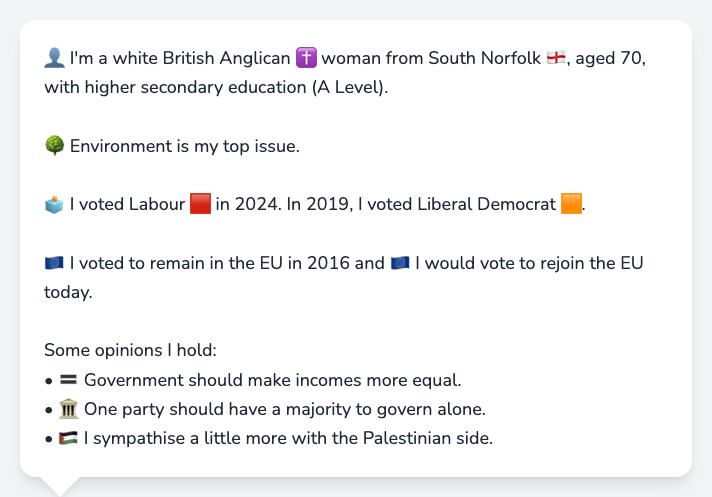 👤 I'm a white British Anglican ✝️ woman from South Norfolk 🏴󠁧󠁢󠁥󠁮󠁧󠁿, aged 70,
with higher secondary education (A Level).
🌳 Environment is my top issue.
🗳️ I voted Labour 🟥 in 2024. In 2019, I voted Liberal Democrat 🟧.
🇪🇺 I voted to remain in the EU in 2016 and 🇪🇺 I would vote to rejoin the EU
today.
Some opinions I hold:
• 🟰 Government should make incomes more equal.
• 🏛️ One party should have a majority to govern alone.
• 🇵🇸 I sympathise a little more with the Palestinian side.